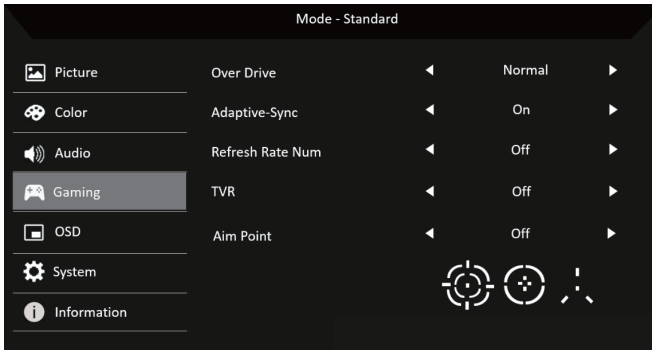 Mode - Standard
Picture
Color
Audio
Gaming
OSD
System
Information
Over Drive Normal
Adaptive-Sync On
Refresh Rate Num Off
TVR Off
Aim Point Off